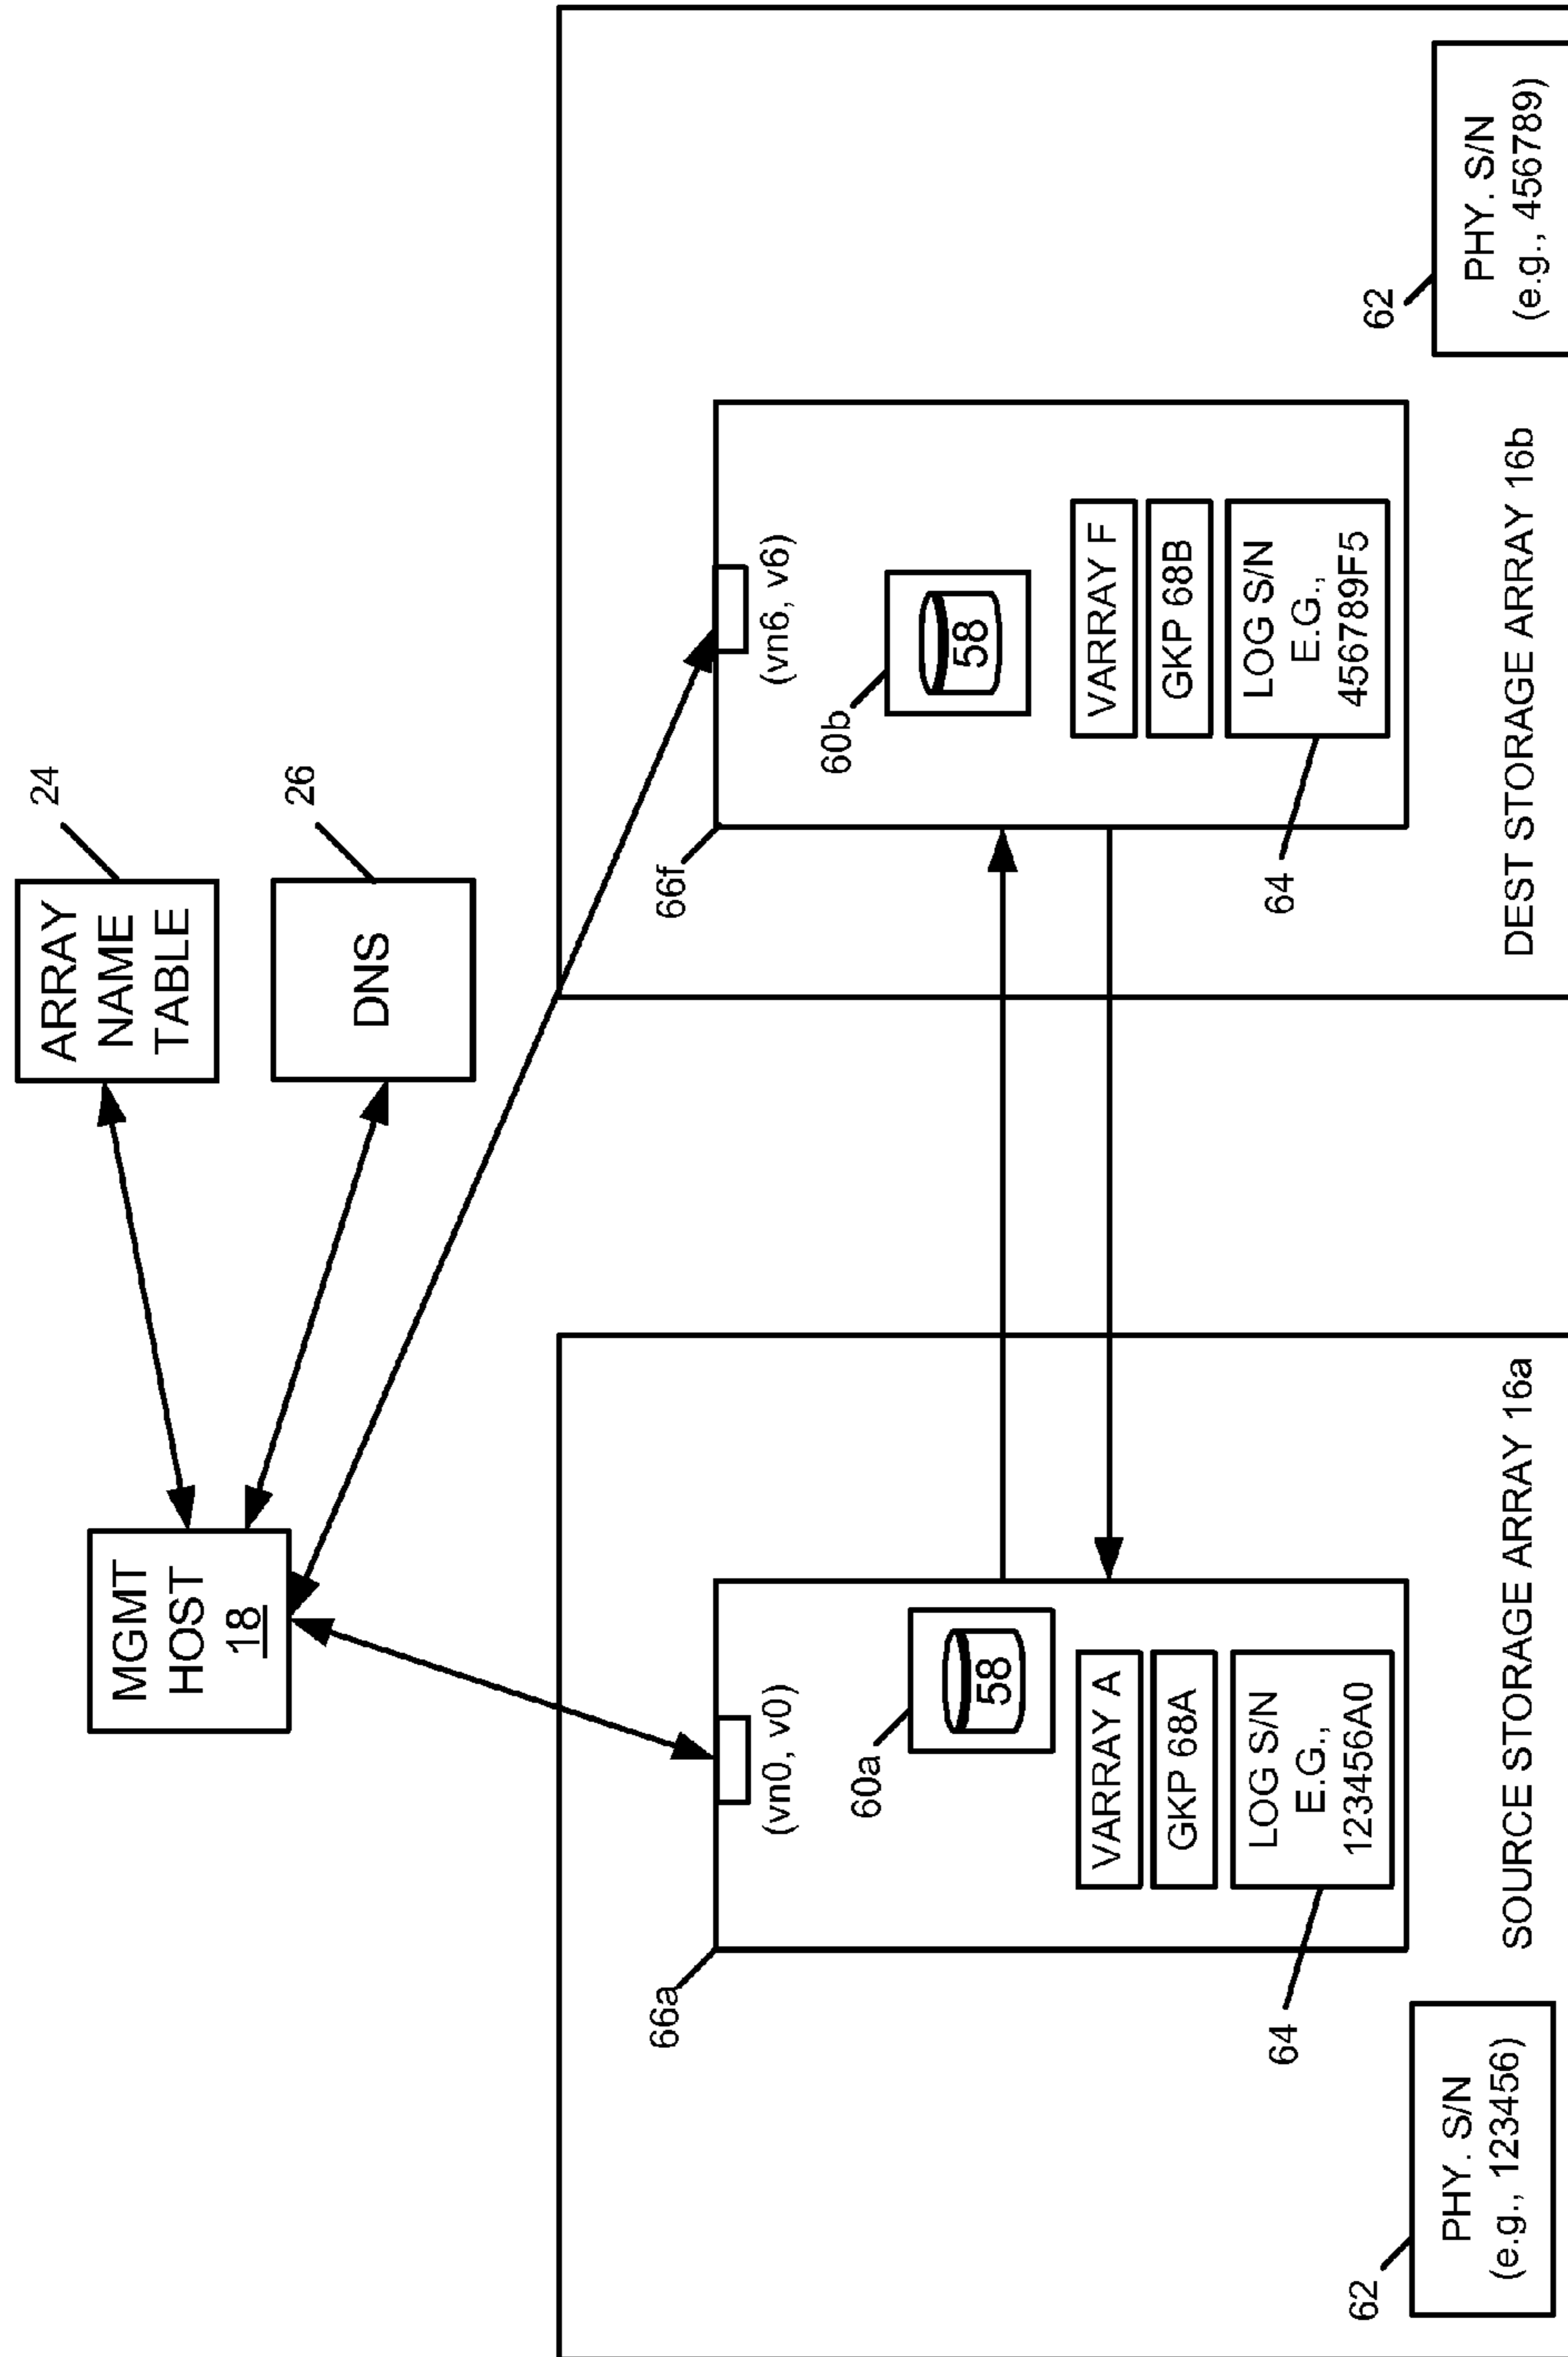 ARRAY
NAME
TABLE
24
MGMT
HOST
18
DNS
26
66a
(vn0, v0)
60a
58
VARRAY A
GKP 68A
LOG S/N
E.G.,
123456A0
64
62
PHY. S/N
(e.g., 123456)
SOURCE STORAGE ARRAY 16a
66f
(vn6, v6)
60b
58
VARRAY F
GKP 68B
LOG S/N
E.G.,
456789F5
64
62
PHY. S/N
(e.g., 456789)
DEST STORAGE ARRAY 16b